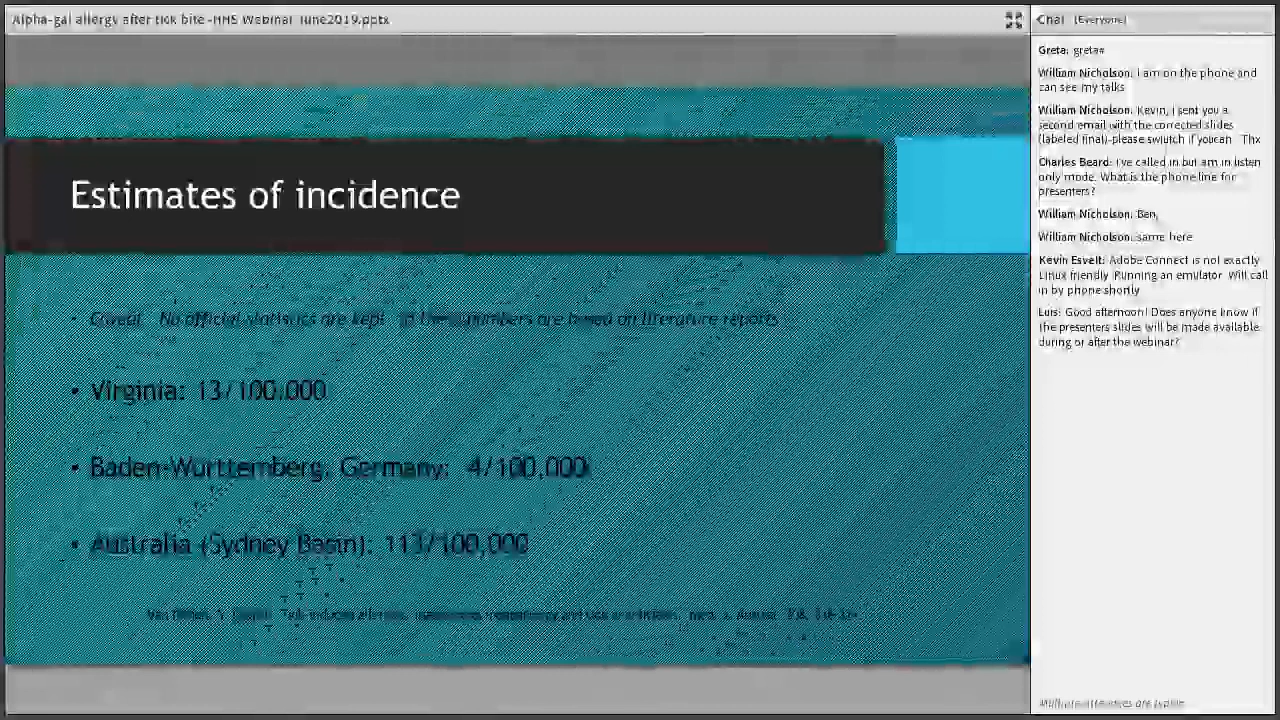 Alpha-gal allergy after tick bite -HHS Webinar June2019.pptx
Estimates of incidence
• Caveat: No official statistics are kept. numbers are based on literature reports
• Virginia: 13/100,000
• Baden-Württemberg, Germany: 4/100,000
• Australia (Sydney Basin): 113/100,000
Chat (Everyone)
Greta: greta#
William Nicholson: I am on the phone and
can see my talks
William Nicholson: Kevin, I sent you a
second email with the corrected slides
(labeled final)-please swiutch if youcan Thx
Charles Beard: I've called in but am in listen
only mode. What is the phone line for
presenters?
William Nicholson: Ben,
William Nicholson: same here
Kevin Esvelt: Adobe Connect is not exactly
Linux friendly. Running an emulator. Will call
in by phone shortly
Luis: Good afternoon! Does anyone know if
the presenters slides will be made available
during or after the webinar?
Multiple attendees are typing